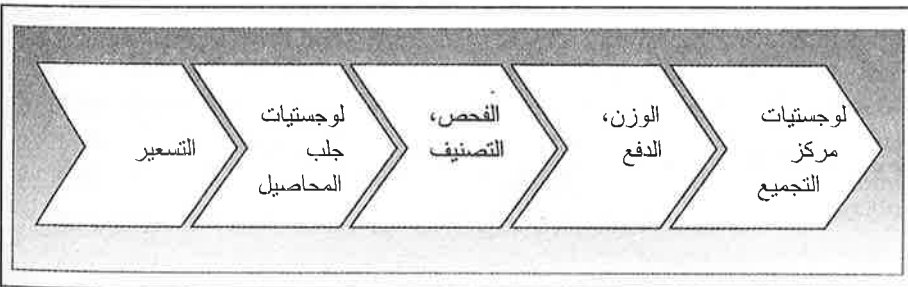 التسعير
لوجستيات
جلب
المحاصيل
الفحص،
التصنيف
الوزن،
الدفع
لوجستيات
مركز
التجميع